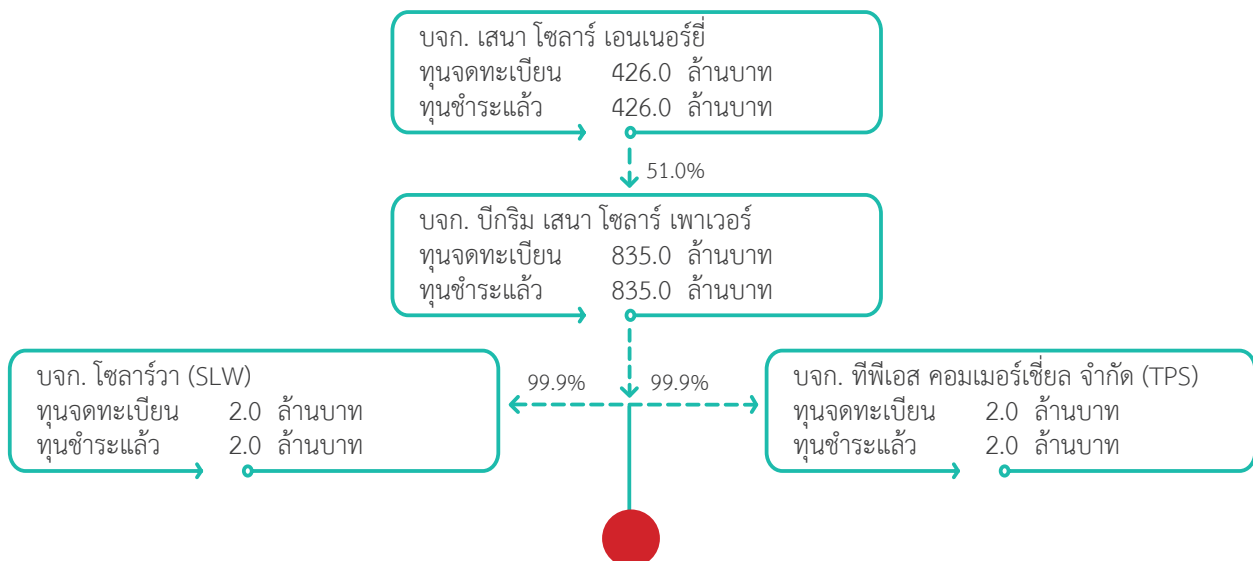 บจก. เสนา โซลาร์ เอนเนอร์ยี่
ทุนจดทะเบียน 426.0 ล้านบาท
ทุนชำระแล้ว 426.0 ล้านบาท
51.0%
บจก. บีกริม เสนา โซลาร์ เพาเวอร์
ทุนจดทะเบียน 835.0 ล้านบาท
ทุนชำระแล้ว 835.0 ล้านบาท
99.9% 99.9%
บจก. โซลาร์วา (SLW)
ทุนจดทะเบียน 2.0 ล้านบาท
ทุนชำระแล้ว 2.0 ล้านบาท
บจก. ทีพีเอส คอมเมอร์เชี่ยล จำกัด (TPS)
ทุนจดทะเบียน 2.0 ล้านบาท
ทุนชำระแล้ว 2.0 ล้านบาท